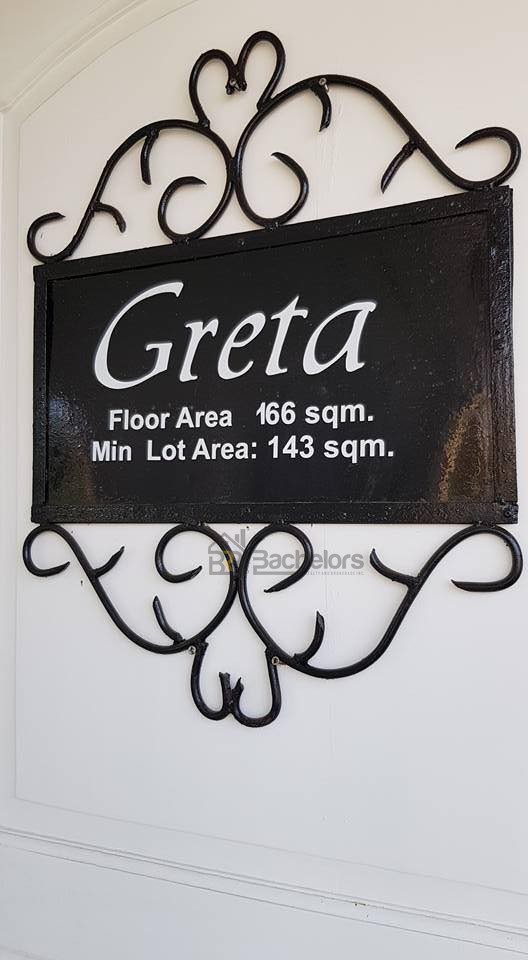 Greta
Floor Area 166 sqm.
Min Lot Area: 143 sqm.
Bachelors